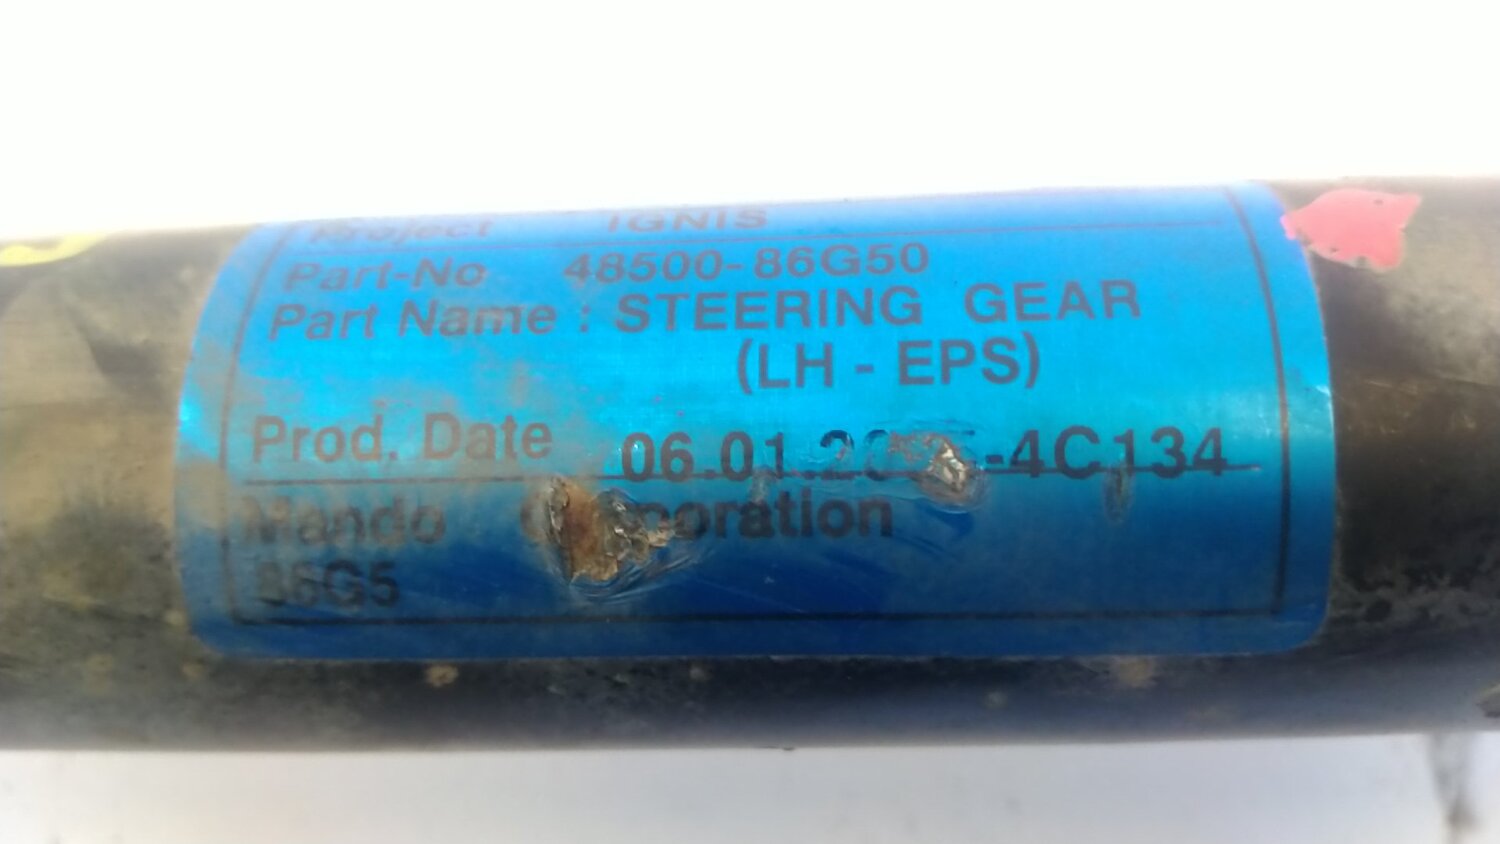 Project IGNIS
Part-No 48500-86G50
Part Name : STEERING GEAR
(LH - EPS)
Prod. Date
Mando
86G5